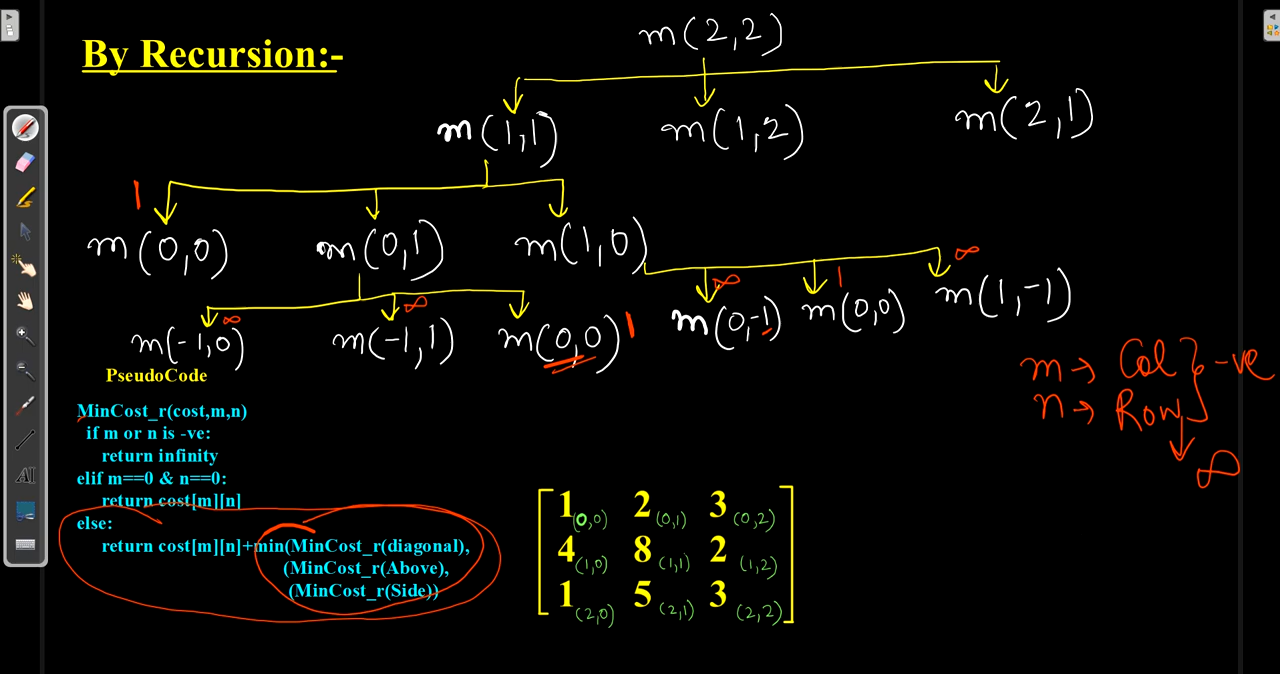 By Recursion:-
m(2,2)
m(1,1) m(1,2) m(2,1)
1
m(0,0) m(0,1) m(1,0)
∞ ∞ ∞ 1 ∞
m(-1,0) m(-1,1) m(0,0) 1 m(0,-1) m(0,0) m(1,-1)
m → Col } -ve
n → Row
∞
PseudoCode
MinCost_r(cost,m,n)
if m or n is -ve:
return infinity
elif m==0 & n==0:
return cost[m][n]
else:
return cost[m][n]+min(MinCost_r(diagonal),
(MinCost_r(Above),
(MinCost_r(Side))
1 (0,0) 2 (0,1) 3 (0,2)
4 (1,0) 8 (1,1) 2 (1,2)
1 (2,0) 5 (2,1) 3 (2,2)
AI